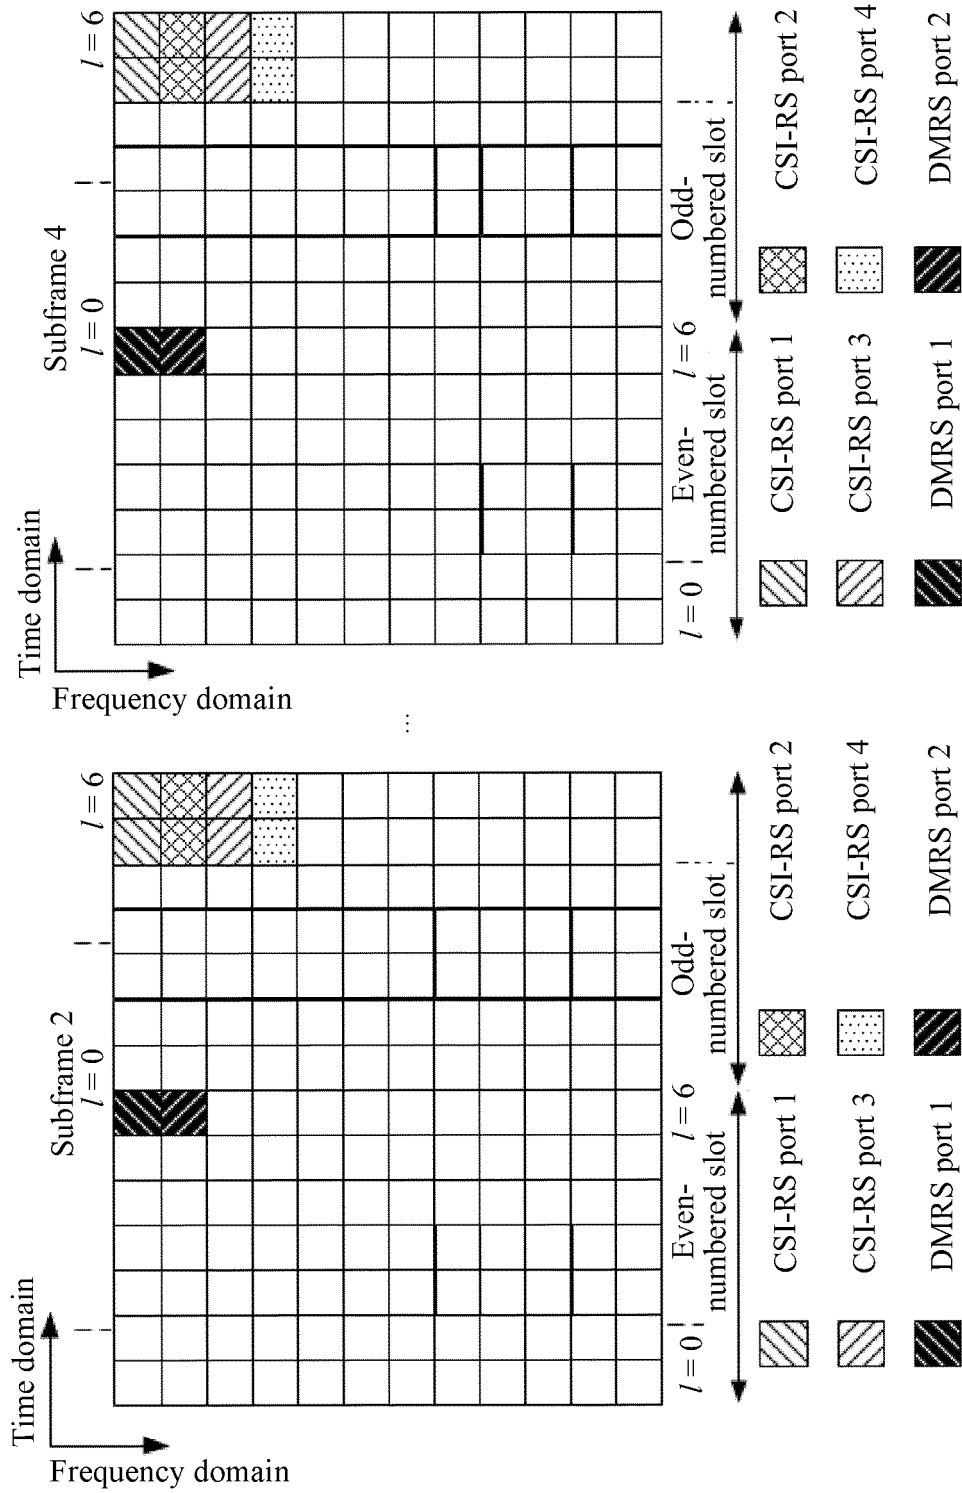 Subframe 4
l = 0
l = 6
Time domain
Frequency domain
l = 0
Even-
numbered slot
l = 6
Odd-
numbered slot
CSI-RS port 1
CSI-RS port 2
CSI-RS port 3
CSI-RS port 4
DMRS port 1
DMRS port 2
...
Subframe 2
l = 0
l = 6
Time domain
Frequency domain
l = 0
Even-
numbered slot
l = 6
Odd-
numbered slot
CSI-RS port 1
CSI-RS port 2
CSI-RS port 3
CSI-RS port 4
DMRS port 1
DMRS port 2